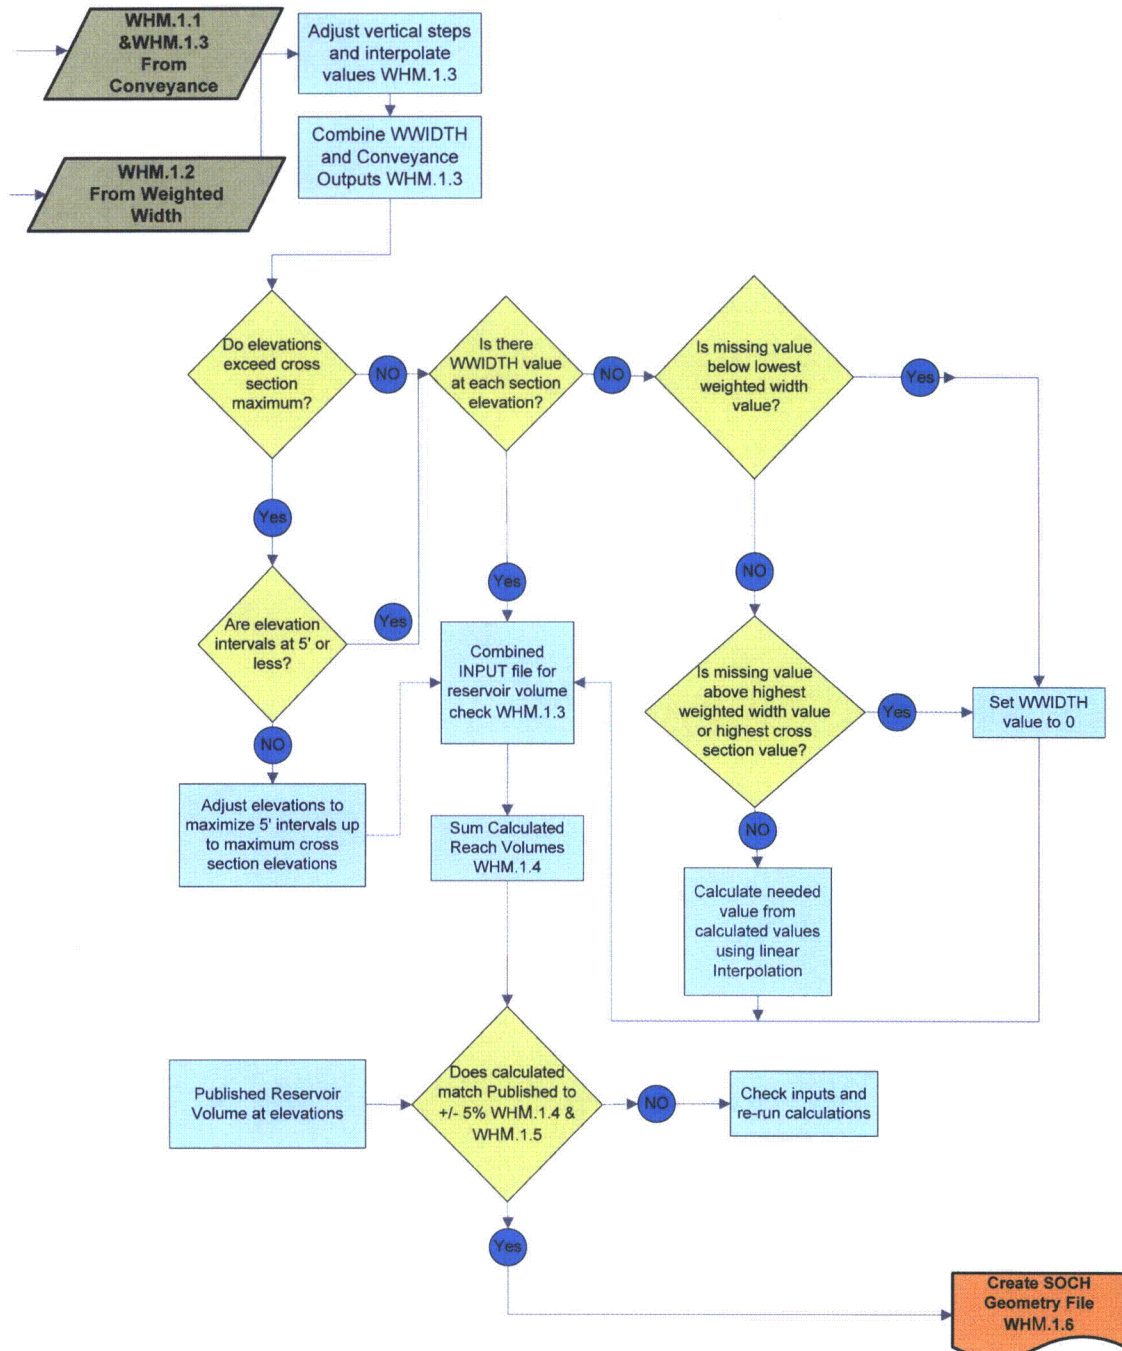 WHM.1.1
&WHM.1.3
From
Conveyance
Adjust vertical steps
and interpolate
values WHM.1.3
Combine WWIDTH
and Conveyance
Outputs WHM.1.3
WHM.1.2
From Weighted
Width
Do elevations
exceed cross
section
maximum?
NO
Is there
WWIDTH value
at each section
elevation?
NO
Is missing value
below lowest
weighted width
value?
Yes
Yes
Yes
NO
Are elevation
intervals at 5' or
less?
Yes
Combined
INPUT file for
reservoir volume
check WHM.1.3
Is missing value
above highest
weighted width value
or highest cross
section value?
Yes
Set WWIDTH
value to 0
NO
Adjust elevations to
maximize 5' intervals up
to maximum cross
section elevations
Sum Calculated
Reach Volumes
WHM.1.4
NO
Calculate needed
value from
calculated values
using linear
Interpolation
Published Reservoir
Volume at elevations
Does calculated
match Published to
+/- 5% WHM.1.4 &
WHM.1.5
NO
Check inputs and
re-run calculations
Yes
Create SOCH
Geometry File
WHM.1.6